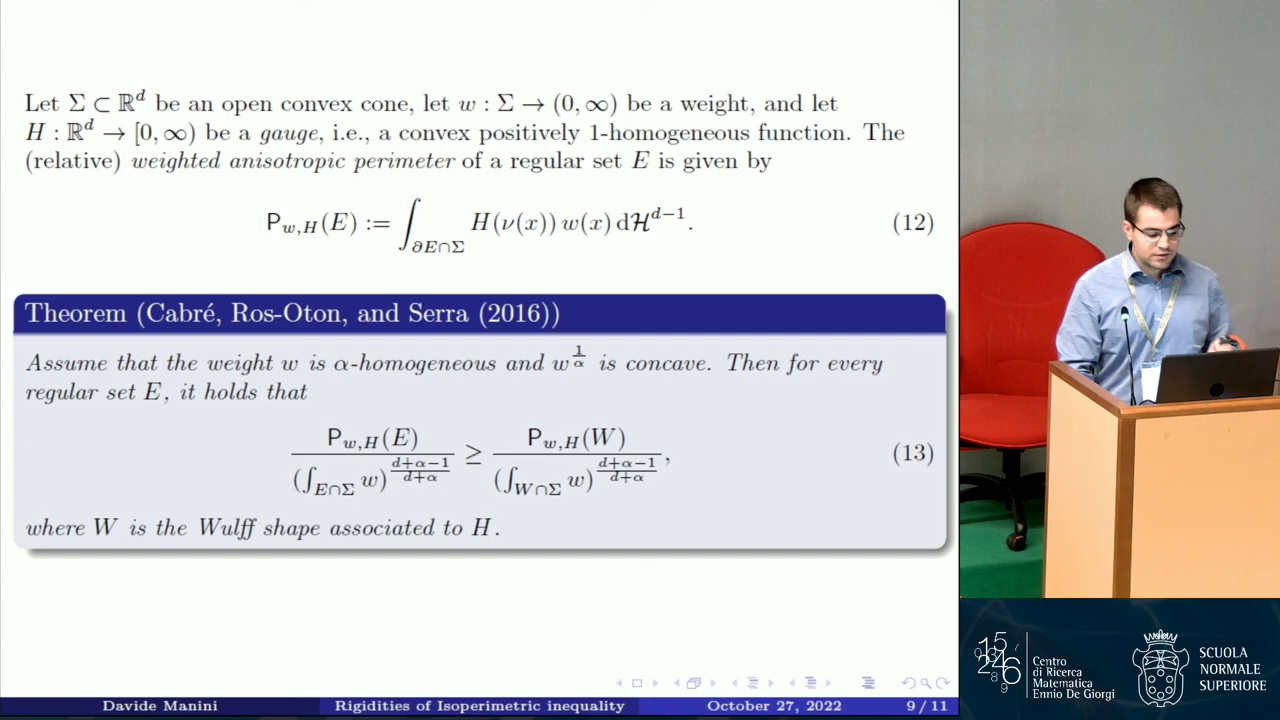 Let Σ ⊂ ℝ^d be an open convex cone, let w : Σ → (0, ∞) be a weight, and let
H : ℝ^d → [0, ∞) be a gauge, i.e., a convex positively 1-homogeneous function. The
(relative) weighted anisotropic perimeter of a regular set E is given by
P_{w,H}(E) := ∫_{∂E∩Σ} H(ν(x)) w(x) dℋ^{d−1}. (12)
Theorem (Cabré, Ros-Oton, and Serra (2016))
Assume that the weight w is α-homogeneous and w^{1/α} is concave. Then for every
regular set E, it holds that
P_{w,H}(E) / (∫_{E∩Σ} w)^{(d+α−1)/(d+α)} ≥ P_{w,H}(W) / (∫_{W∩Σ} w)^{(d+α−1)/(d+α)}, (13)
where W is the Wulff shape associated to H.
Davide Manini Rigidities of Isoperimetric inequality October 27, 2022 9 / 11
Centro
di Ricerca
Matematica
Ennio De Giorgi
SCUOLA
NORMALE
SUPERIORE